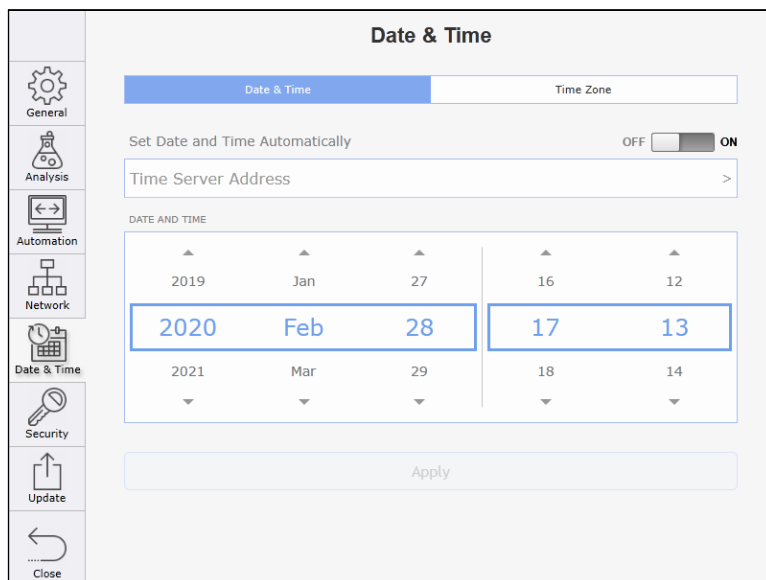 Date & Time
General
Analysis
Automation
Network
Date & Time
Security
Update
Close
Date & Time Time Zone
Set Date and Time Automatically OFF ON
Time Server Address >
DATE AND TIME
2019 Jan 27 16 12
2020 Feb 28 17 13
2021 Mar 29 18 14
Apply